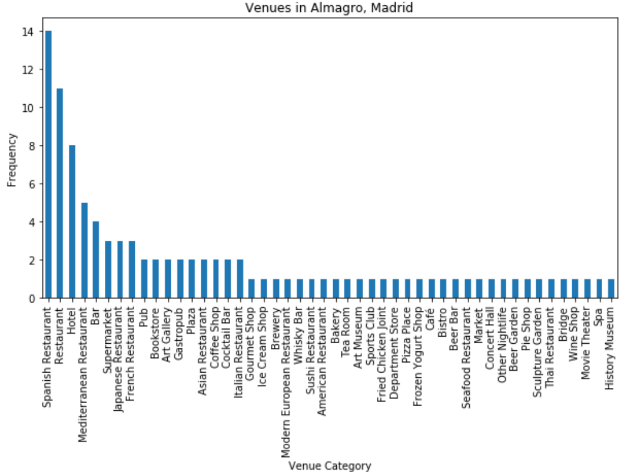 Venues in Almagro, Madrid
Frequency
14
12
10
8
6
4
2
0
Spanish Restaurant
Restaurant
Hotel
Mediterranean Restaurant
Bar
Supermarket
Japanese Restaurant
French Restaurant
Pub
Bookstore
Art Gallery
Gastropub
Plaza
Asian Restaurant
Coffee Shop
Cocktail Bar
Italian Restaurant
Gourmet Shop
Ice Cream Shop
Brewery
Modern European Restaurant
Whisky Bar
Sushi Restaurant
American Restaurant
Bakery
Tea Room
Art Museum
Sports Club
Fried Chicken Joint
Department Store
Pizza Place
Frozen Yogurt Shop
Café
Bistro
Beer Bar
Seafood Restaurant
Market
Concert Hall
Other Nightlife
Beer Garden
Pie Shop
Sculpture Garden
Thai Restaurant
Bridge
Wine Shop
Movie Theater
Spa
History Museum
Venue Category